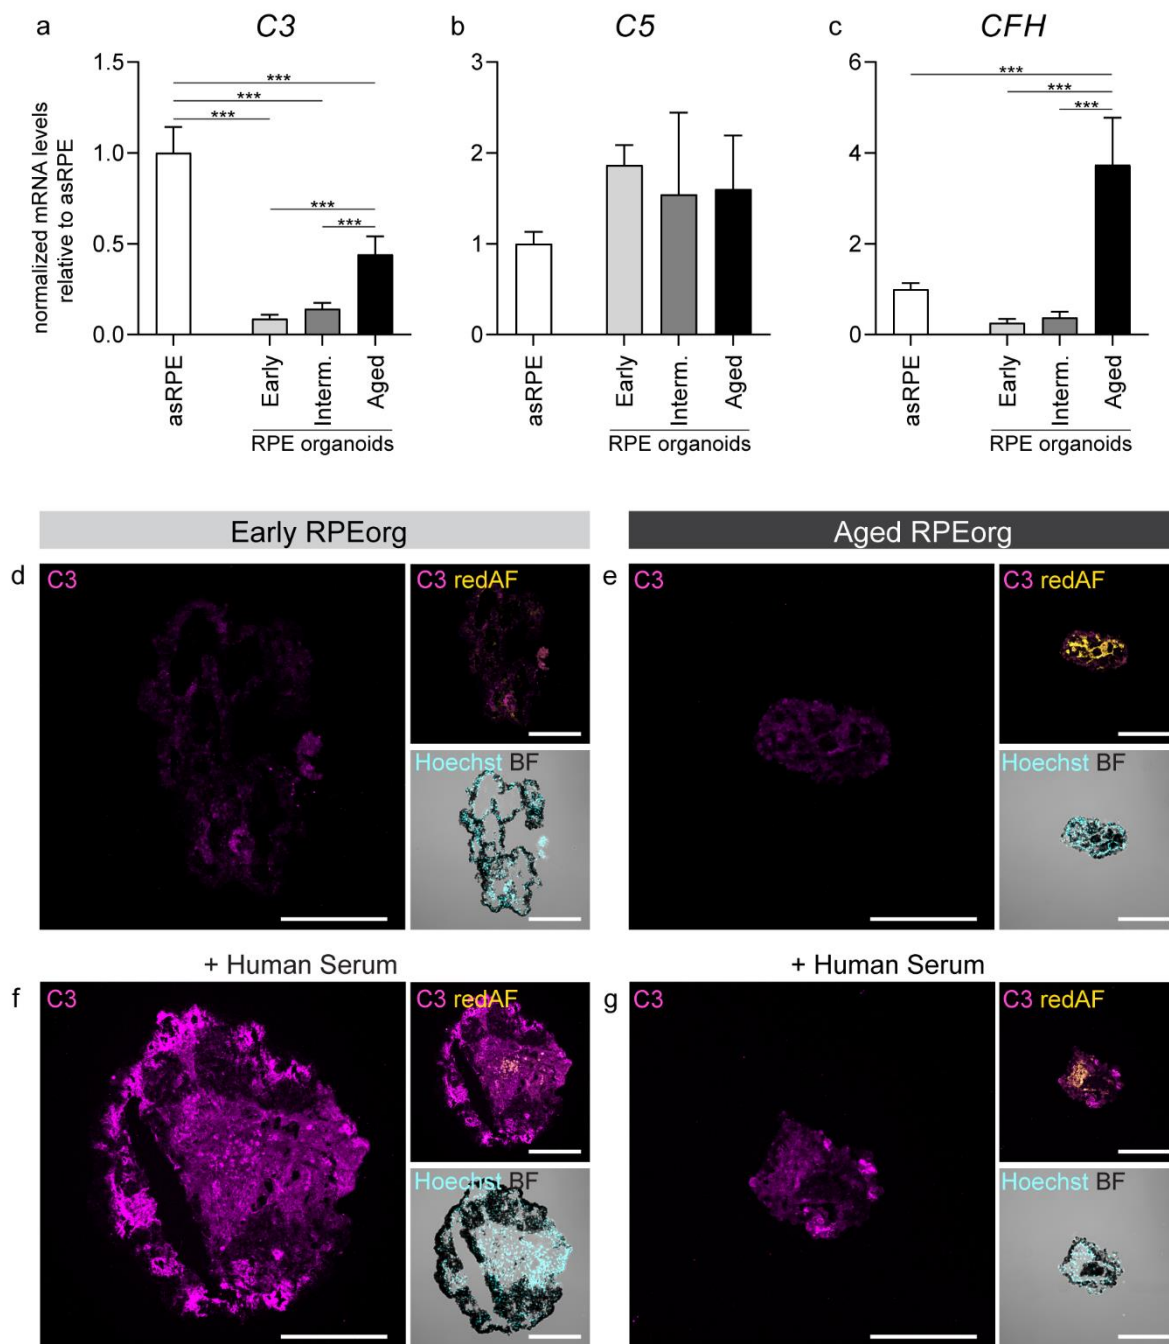 a
C3
b
C5
c
CFH
normalized mRNA levels
relative to asRPE
1.5
1.0
0.5
0.0
***
***
***
***
***
asRPE
Early
Interm.
Aged
RPE organoids
3
2
1
0
asRPE
Early
Interm.
Aged
RPE organoids
6
4
2
0
***
***
***
asRPE
Early
Interm.
Aged
RPE organoids
Early RPEorg
Aged RPEorg
d
C3
C3 redAF
Hoechst BF
e
C3
C3 redAF
Hoechst BF
+ Human Serum
+ Human Serum
f
C3
C3 redAF
Hoechst BF
g
C3
C3 redAF
Hoechst BF